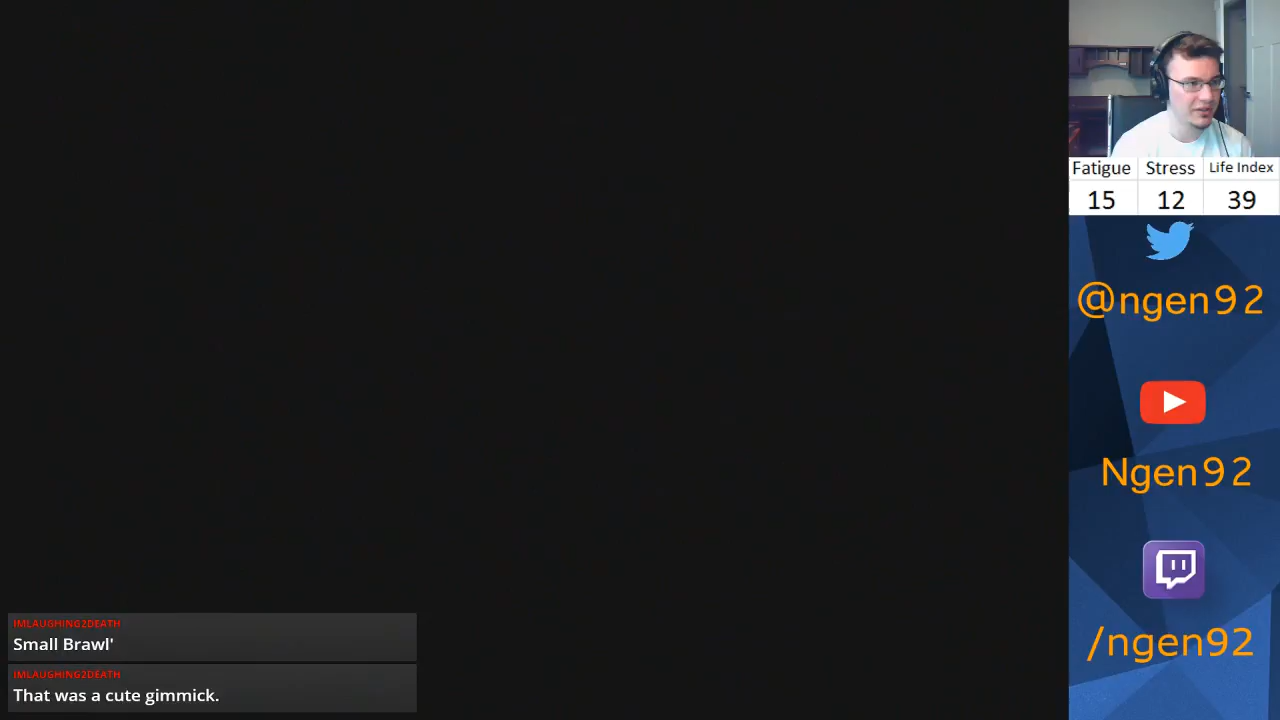 Fatigue Stress Life Index
15 12 39
@ngen92
Ngen92
/ngen92
IMLAUGHING2DEATH
Small Brawl'
IMLAUGHING2DEATH
That was a cute gimmick.